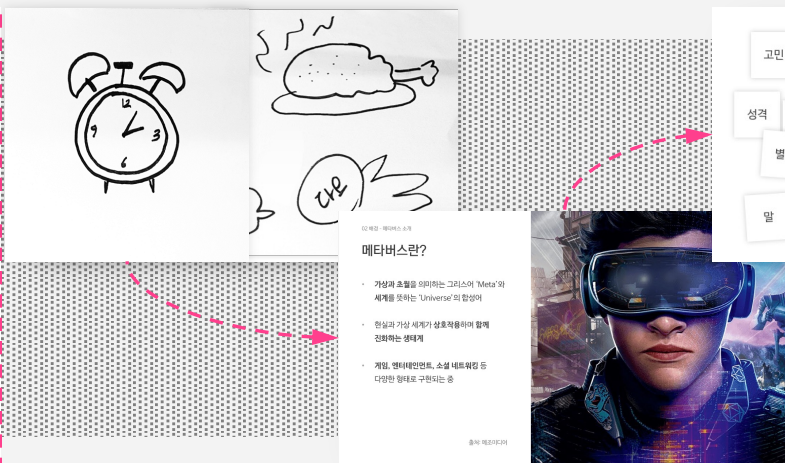 12
9
3
6
다요
02 배경 - 메타버스 소개
메타버스란?
· 가상과 초월을 의미하는 그리스어 'Meta'와
세계를 뜻하는 'Universe'의 합성어
· 현실과 가상 세계가 상호작용하며 함께
진화하는 생태계
· 게임, 엔터테인먼트, 소셜 네트워킹 등
다양한 형태로 구현되는 중
출처: 메조미디어
고민
성격
별
말